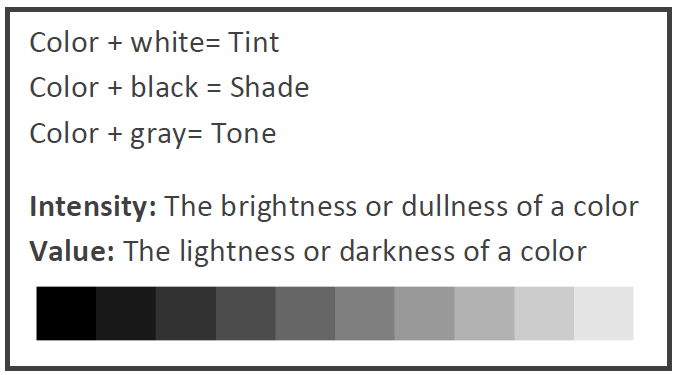 Color + white= Tint
Color + black = Shade
Color + gray= Tone
Intensity: The brightness or dullness of a color
Value: The lightness or darkness of a color